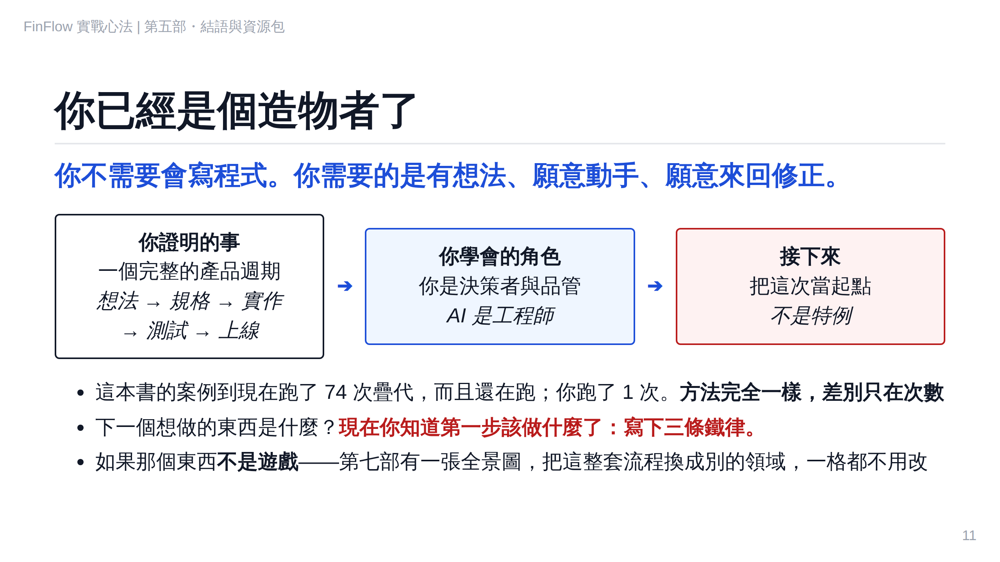 FinFlow 實戰心法 | 第五部・結語與資源包
你已經是個造物者了
你不需要會寫程式。你需要的是有想法、願意動手、願意來回修正。
你證明的事
一個完整的產品週期
想法 → 規格 → 實作
→ 測試 → 上線
➔
你學會的角色
你是決策者與品管
AI 是工程師
➔
接下來
把這次當起點
不是特例
• 這本書的案例到現在跑了 74 次疊代，而且還在跑；你跑了 1 次。方法完全一樣，差別只在次數
• 下一個想做的東西是什麼？現在你知道第一步該做什麼了：寫下三條鐵律。
• 如果那個東西不是遊戲——第七部有一張全景圖，把這整套流程換成別的領域，一格都不用改
11